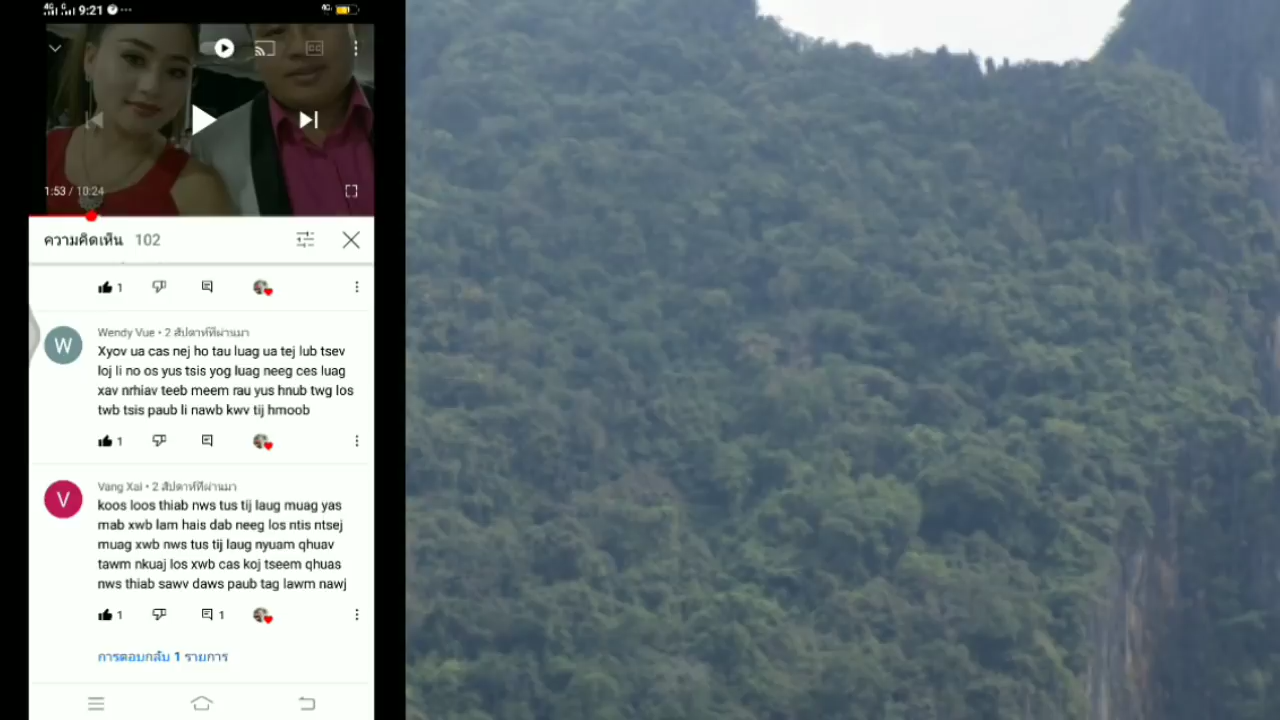 9:21
4G
CC
1:53 / 10:24
ความคิดเห็น 102
1
W
Wendy Vue • 2 สัปดาห์ที่ผ่านมา
Xyov ua cas nej ho tau luag ua tej lub tsev
loj li no os yus tsis yog luag neeg ces luag
xav nrhiav teeb meem rau yus hnub twg los
twb tsis paub li nawb kwv tij hmoob
1
V
Vang Xai • 2 สัปดาห์ที่ผ่านมา
koos loos thiab nws tus tij laug muag yas
mab xwb lam hais dab neeg los ntis ntsej
muag xwb nws tus tij laug nyuam qhuav
tawm nkuaj los xwb cas koj tseem qhuas
nws thiab sawv daws paub tag lawm nawj
1 1
การตอบกลับ 1 รายการ